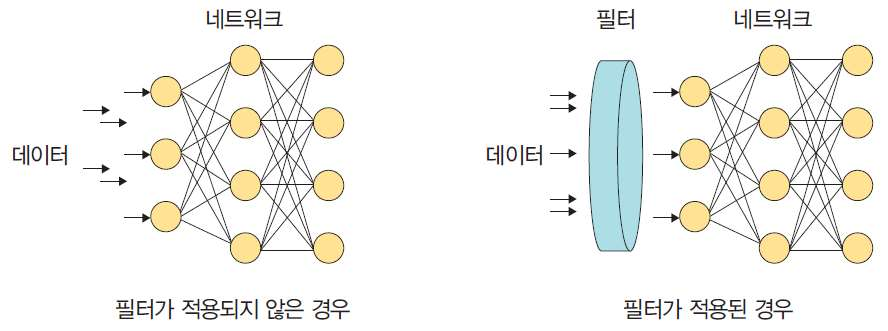 네트워크
데이터
필터가 적용되지 않은 경우
필터
네트워크
데이터
필터가 적용된 경우